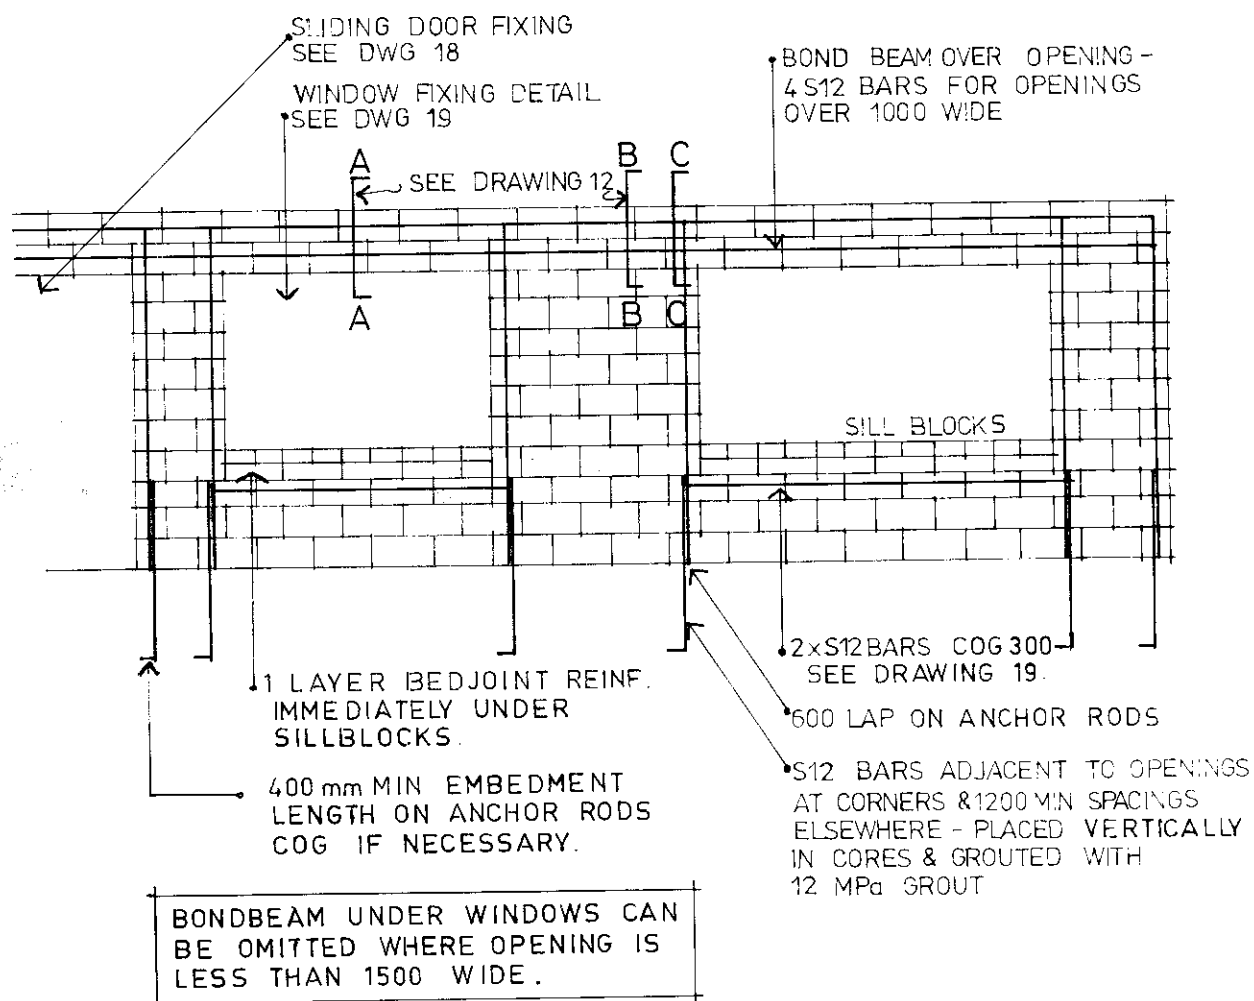 SLIDING DOOR FIXING
SEE DWG 18
WINDOW FIXING DETAIL
SEE DWG 19
BOND BEAM OVER OPENING -
4 S12 BARS FOR OPENINGS
OVER 1000 WIDE
A
SEE DRAWING 12
B
C
A
B
C
SILL BLOCKS
1 LAYER BEDJOINT REINF.
IMMEDIATELY UNDER
SILLBLOCKS.
400 mm MIN EMBEDMENT
LENGTH ON ANCHOR RODS
COG IF NECESSARY.
2xS12 BARS COG 300-
SEE DRAWING 19.
600 LAP ON ANCHOR RODS
S12 BARS ADJACENT TO OPENINGS
AT CORNERS & 1200 MIN SPACINGS
ELSEWHERE - PLACED VERTICALLY
IN CORES & GROUTED WITH
12 MPa GROUT
BONDBEAM UNDER WINDOWS CAN
BE OMITTED WHERE OPENING IS
LESS THAN 1500 WIDE.